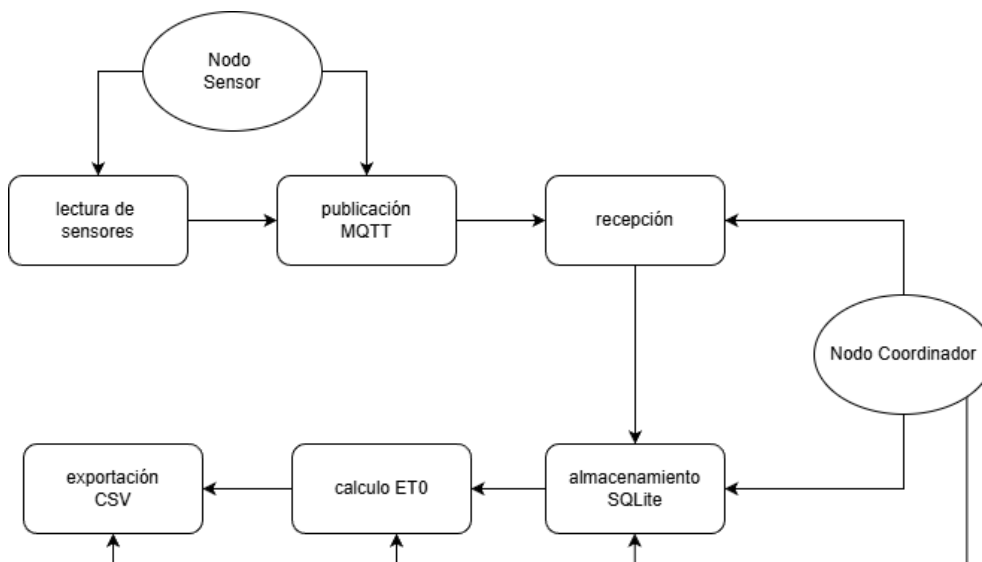 Nodo
Sensor
lectura de
sensores
publicación
MQTT
recepción
Nodo Coordinador
exportación
CSV
calculo ET0
almacenamiento
SQLite